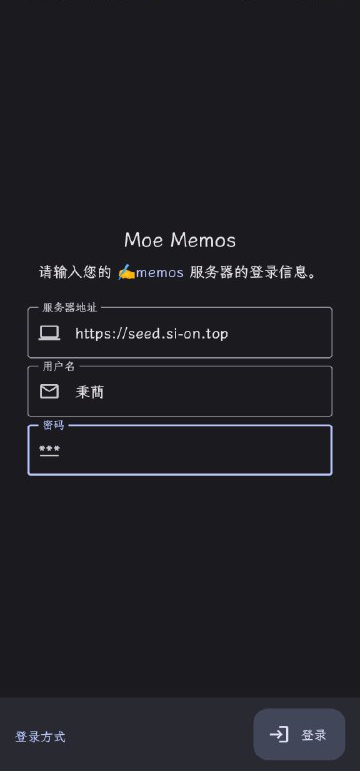 Moe Memos
请输入您的 ✍️memos 服务器的登录信息。
服务器地址
https://seed.si-on.top
用户名
秉蕳
密码
登录方式
登录